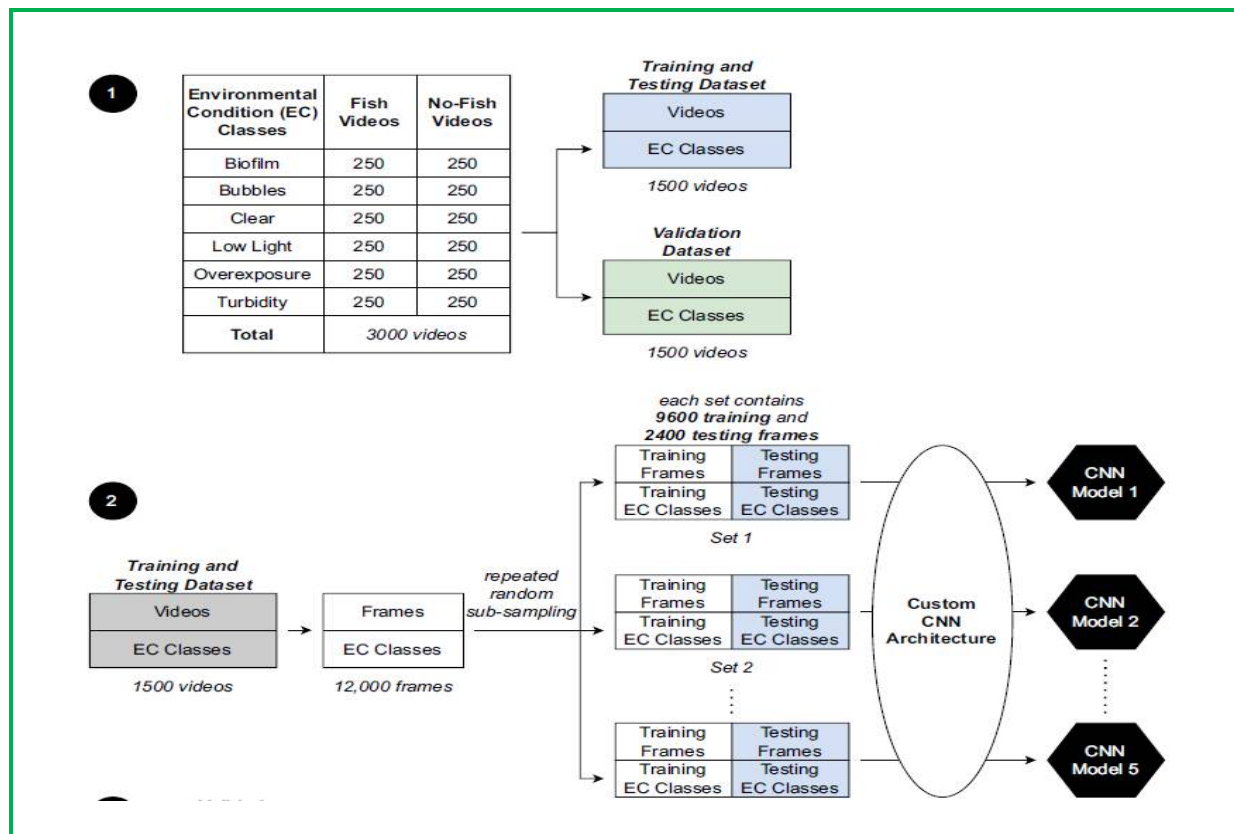 1
Environmental
Condition (EC)
Classes
Fish
Videos
No-Fish
Videos
Biofilm 250 250
Bubbles 250 250
Clear 250 250
Low Light 250 250
Overexposure 250 250
Turbidity 250 250
Total 3000 videos
Training and
Testing Dataset
Videos
EC Classes
1500 videos
Validation
Dataset
Videos
EC Classes
1500 videos
2
Training and
Testing Dataset
Videos
EC Classes
1500 videos
Frames
EC Classes
12,000 frames
repeated
random
sub-sampling
each set contains
9600 training and
2400 testing frames
Training
Frames
Testing
Frames
Training
EC Classes
Testing
EC Classes
Set 1
Training
Frames
Testing
Frames
Training
EC Classes
Testing
EC Classes
Set 2
Training
Frames
Testing
Frames
Training
EC Classes
Testing
EC Classes
Custom
CNN
Architecture
CNN
Model 1
CNN
Model 2
CNN
Model 5